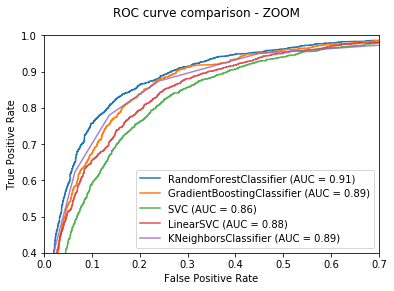 ROC curve comparison - ZOOM
True Positive Rate
1.0
0.9
0.8
0.7
0.6
0.5
0.4
RandomForestClassifier (AUC = 0.91)
GradientBoostingClassifier (AUC = 0.89)
SVC (AUC = 0.86)
LinearSVC (AUC = 0.88)
KNeighborsClassifier (AUC = 0.89)
0.0 0.1 0.2 0.3 0.4 0.5 0.6 0.7
False Positive Rate